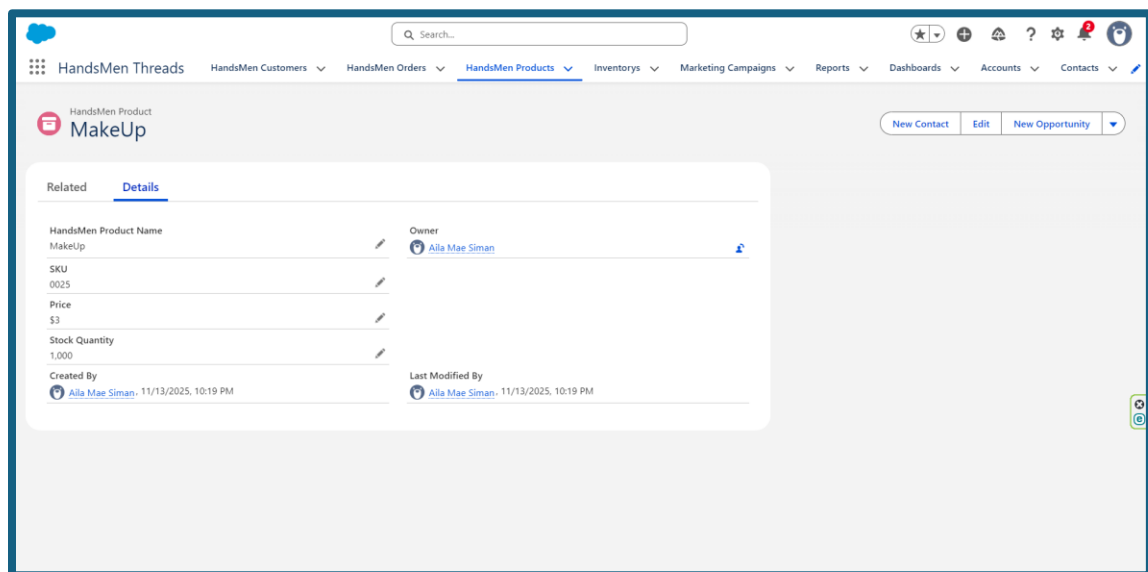 Search...
2
HandsMen Threads HandsMen Customers HandsMen Orders HandsMen Products Inventorys Marketing Campaigns Reports Dashboards Accounts Contacts
HandsMen Product
MakeUp
New Contact Edit New Opportunity
Related Details
HandsMen Product Name
MakeUp
Owner
Aila Mae Siman
SKU
0025
Price
$3
Stock Quantity
1,000
Created By
Aila Mae Siman, 11/13/2025, 10:19 PM
Last Modified By
Aila Mae Siman, 11/13/2025, 10:19 PM